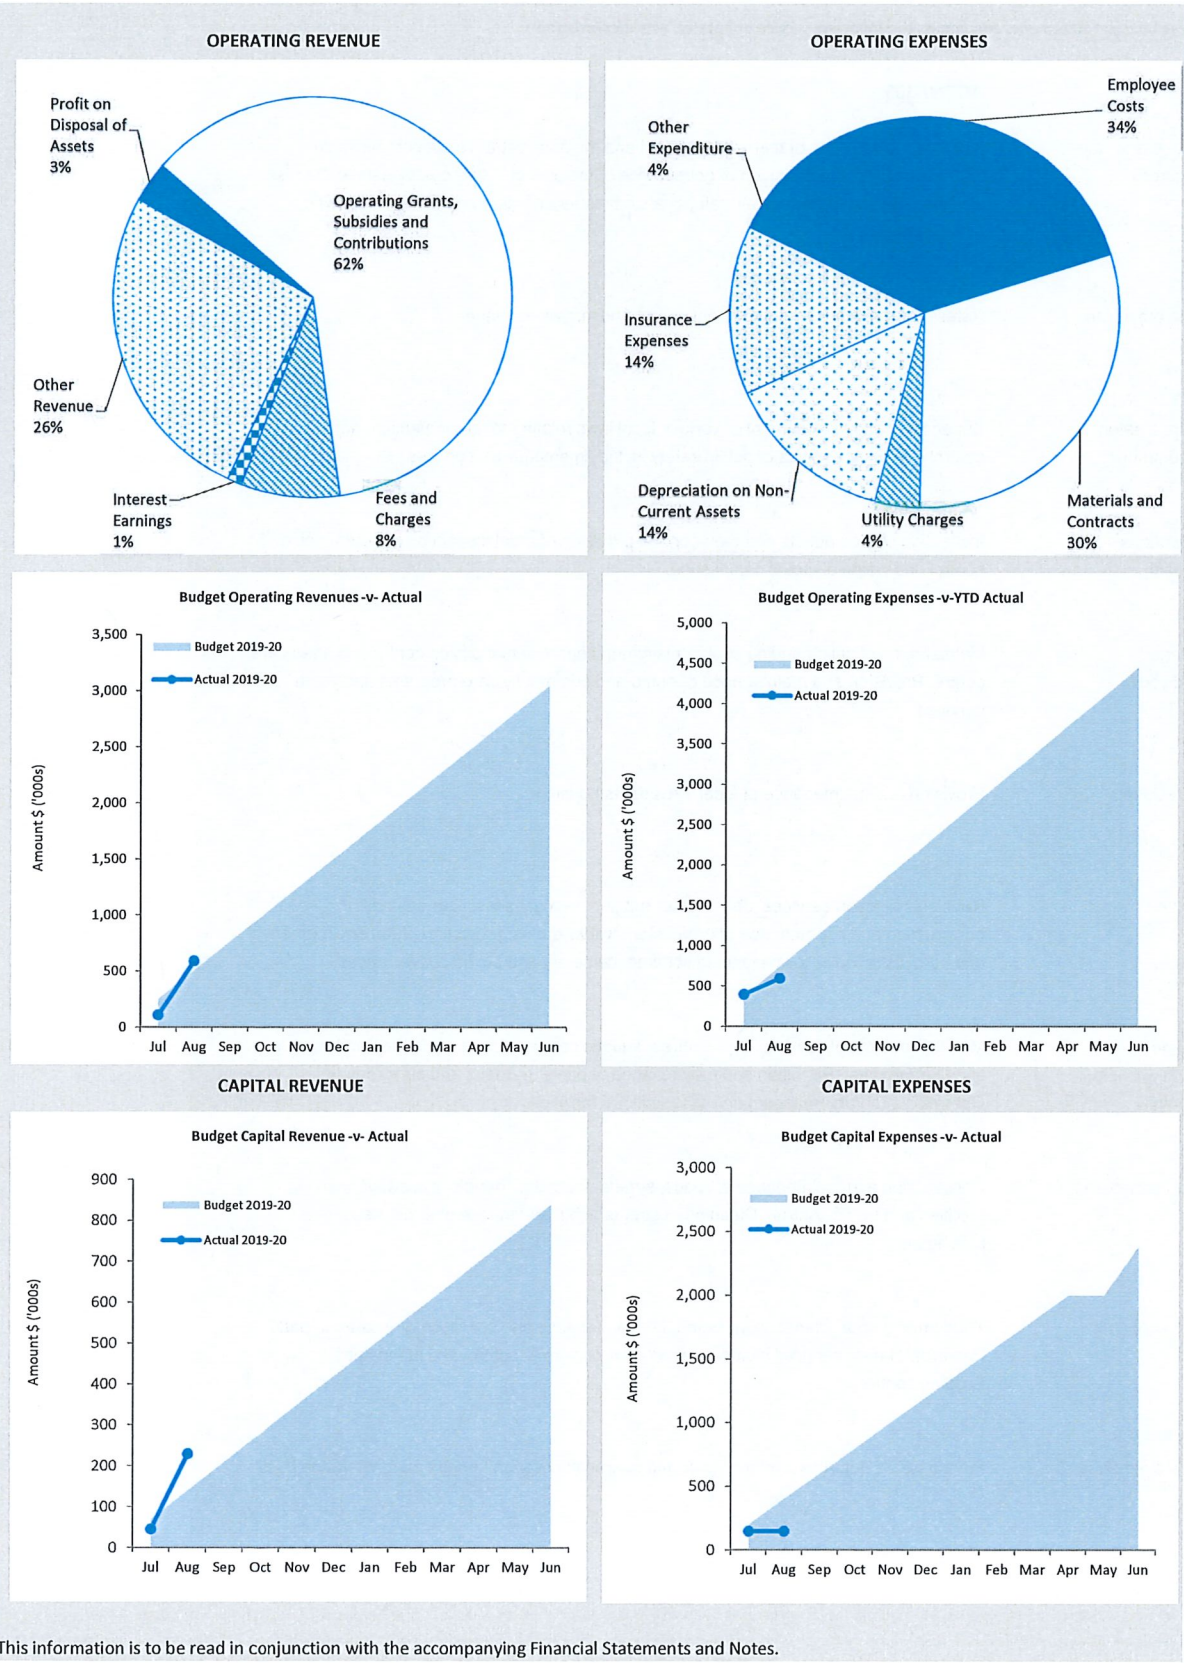 OPERATING REVENUE
Profit on
Disposal of
Assets
3%
Operating Grants,
Subsidies and
Contributions
62%
Other
Revenue
26%
Interest
Earnings
1%
Fees and
Charges
8%
OPERATING EXPENSES
Employee
Costs
34%
Other
Expenditure
4%
Insurance
Expenses
14%
Depreciation on Non-
Current Assets
14%
Utility Charges
4%
Materials and
Contracts
30%
Budget Operating Revenues -v- Actual
Amount $ ('000s)
3,500
3,000
2,500
2,000
1,500
1,000
500
0
Budget 2019-20
Actual 2019-20
Jul Aug Sep Oct Nov Dec Jan Feb Mar Apr May Jun
Budget Operating Expenses -v-YTD Actual
Amount $ ('000s)
5,000
4,500
4,000
3,500
3,000
2,500
2,000
1,500
1,000
500
0
Budget 2019-20
Actual 2019-20
Jul Aug Sep Oct Nov Dec Jan Feb Mar Apr May Jun
CAPITAL REVENUE
Budget Capital Revenue -v- Actual
Amount $ ('000s)
900
800
700
600
500
400
300
200
100
0
Budget 2019-20
Actual 2019-20
Jul Aug Sep Oct Nov Dec Jan Feb Mar Apr May Jun
CAPITAL EXPENSES
Budget Capital Expenses -v- Actual
Amount $ ('000s)
3,000
2,500
2,000
1,500
1,000
500
0
Budget 2019-20
Actual 2019-20
Jul Aug Sep Oct Nov Dec Jan Feb Mar Apr May Jun
This information is to be read in conjunction with the accompanying Financial Statements and Notes.